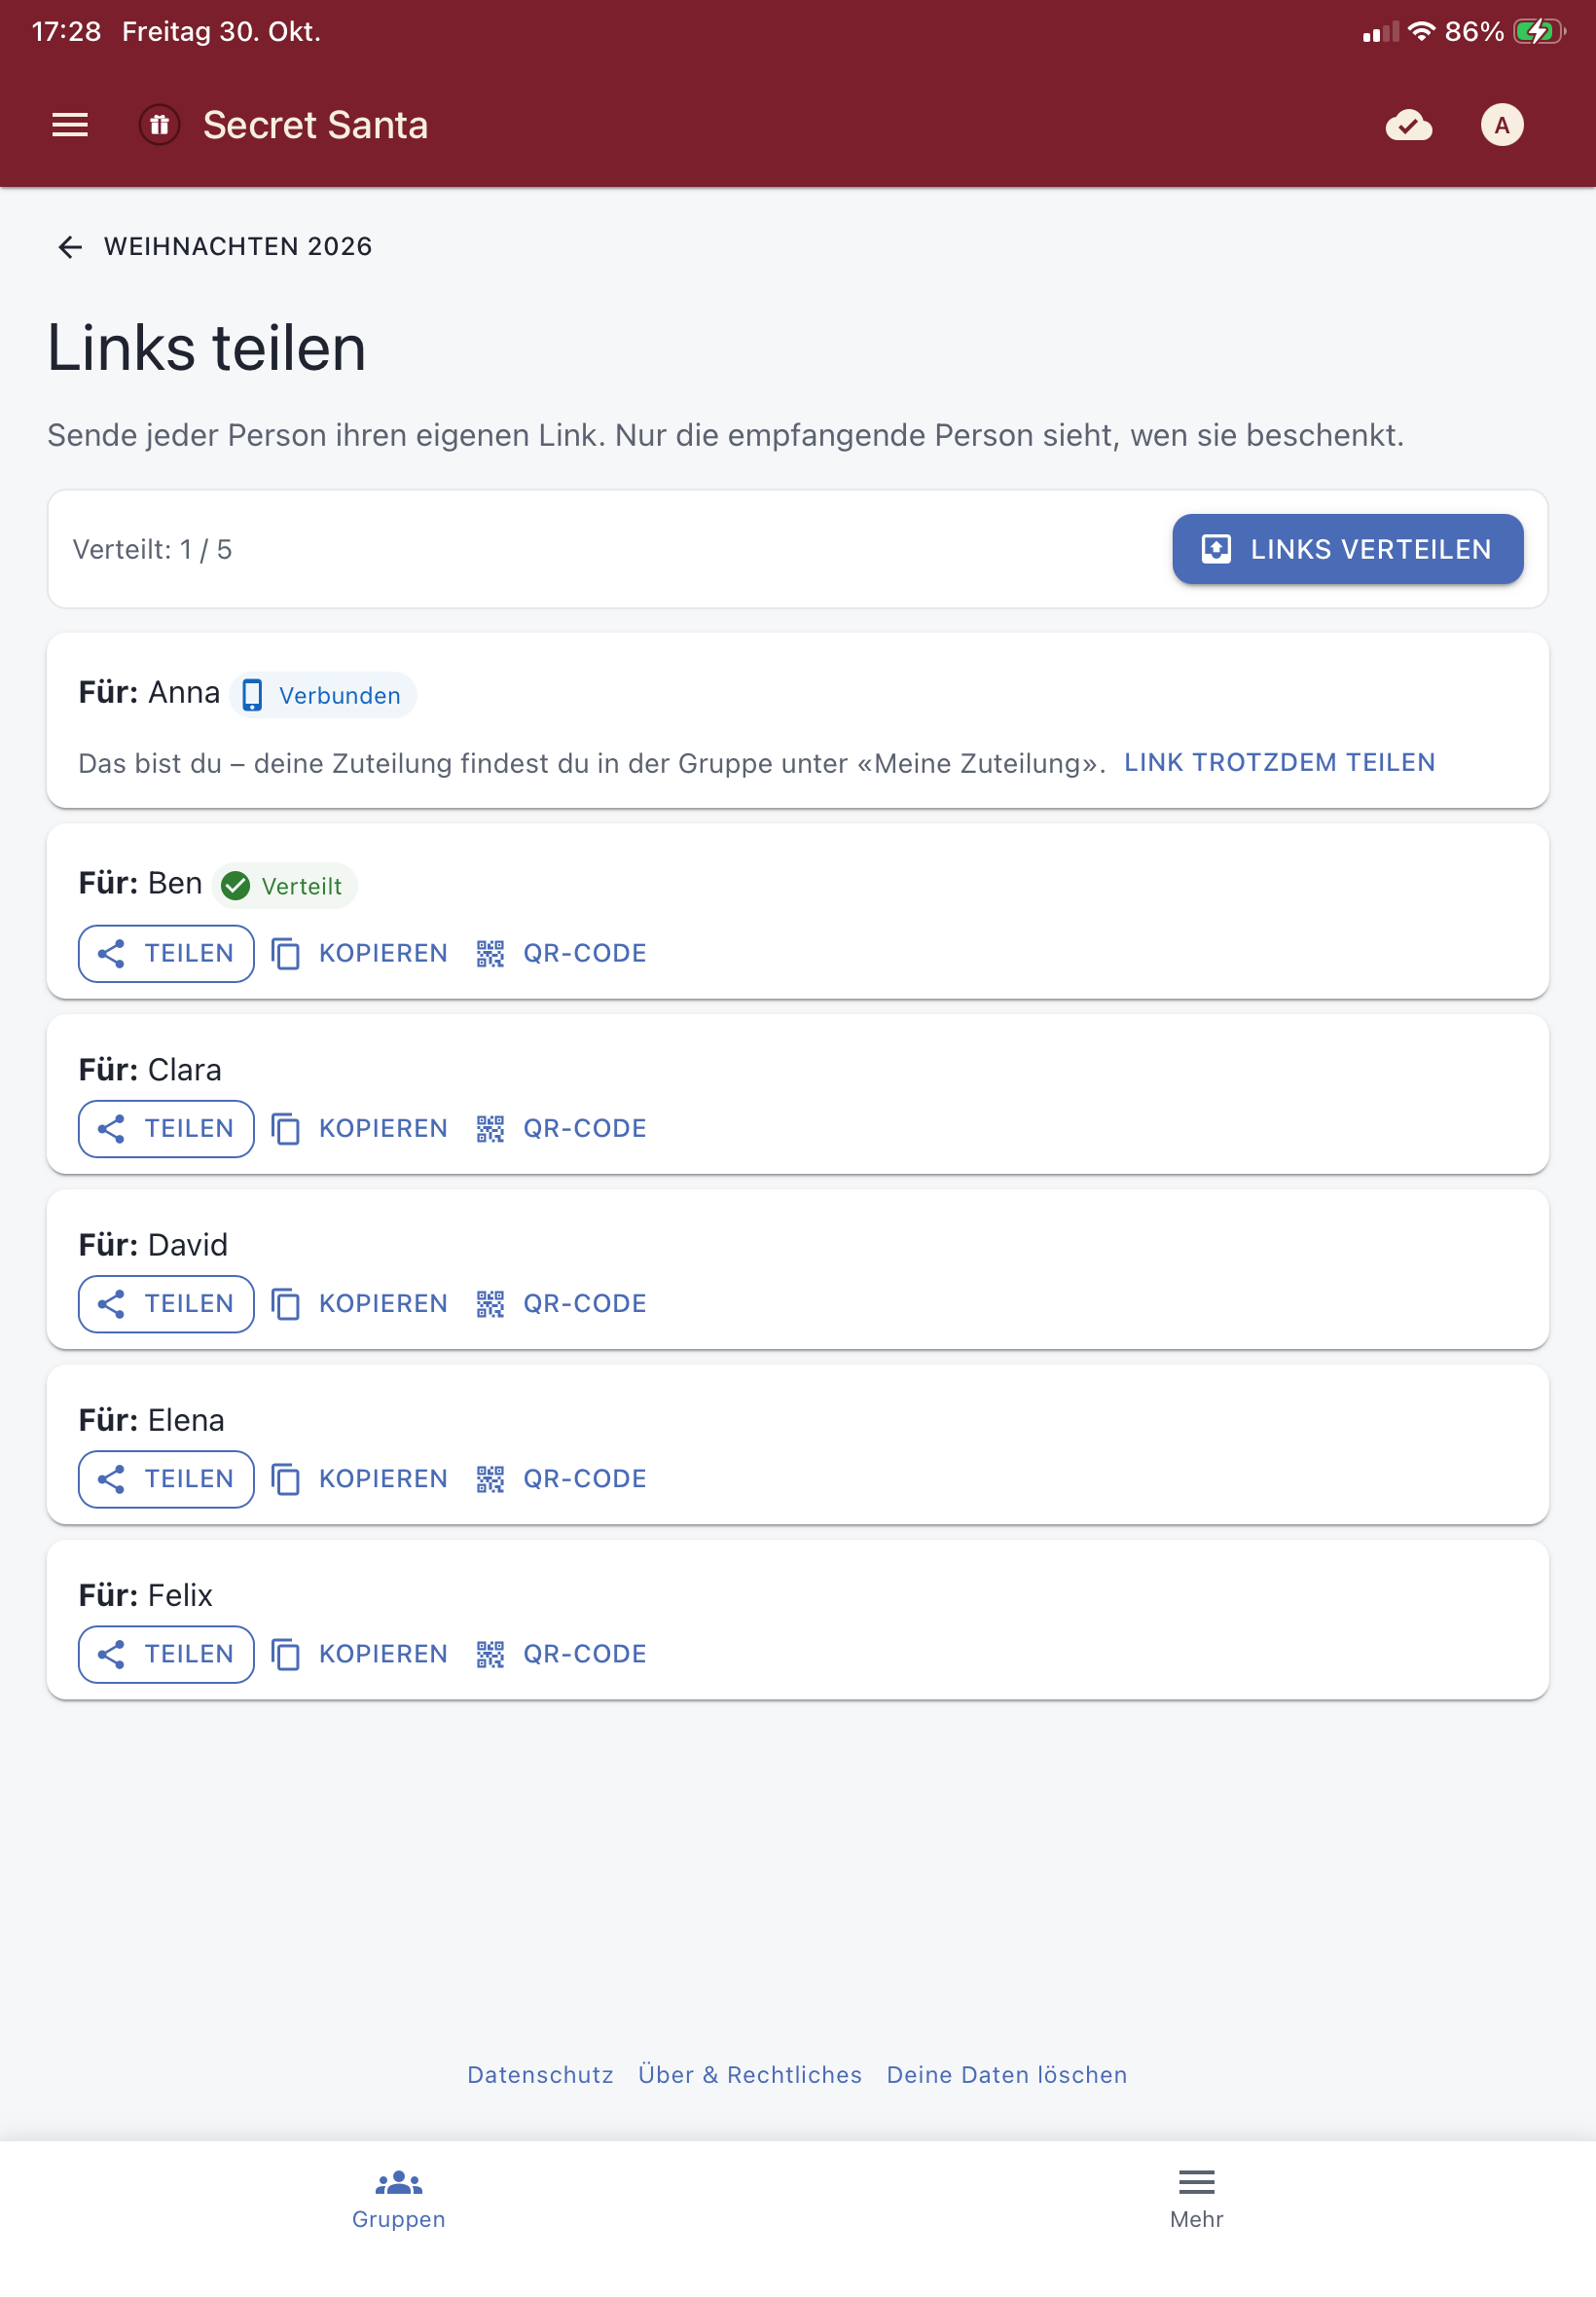 17:28 Freitag 30. Okt.
86%
Secret Santa
A
WEIHNACHTEN 2026
Links teilen
Sende jeder Person ihren eigenen Link. Nur die empfangende Person sieht, wen sie beschenkt.
Verteilt: 1 / 5
LINKS VERTEILEN
Für: Anna Verbunden
Das bist du – deine Zuteilung findest du in der Gruppe unter «Meine Zuteilung». LINK TROTZDEM TEILEN
Für: Ben Verteilt
TEILEN KOPIEREN QR-CODE
Für: Clara
TEILEN KOPIEREN QR-CODE
Für: David
TEILEN KOPIEREN QR-CODE
Für: Elena
TEILEN KOPIEREN QR-CODE
Für: Felix
TEILEN KOPIEREN QR-CODE
Datenschutz Über & Rechtliches Deine Daten löschen
Gruppen Mehr